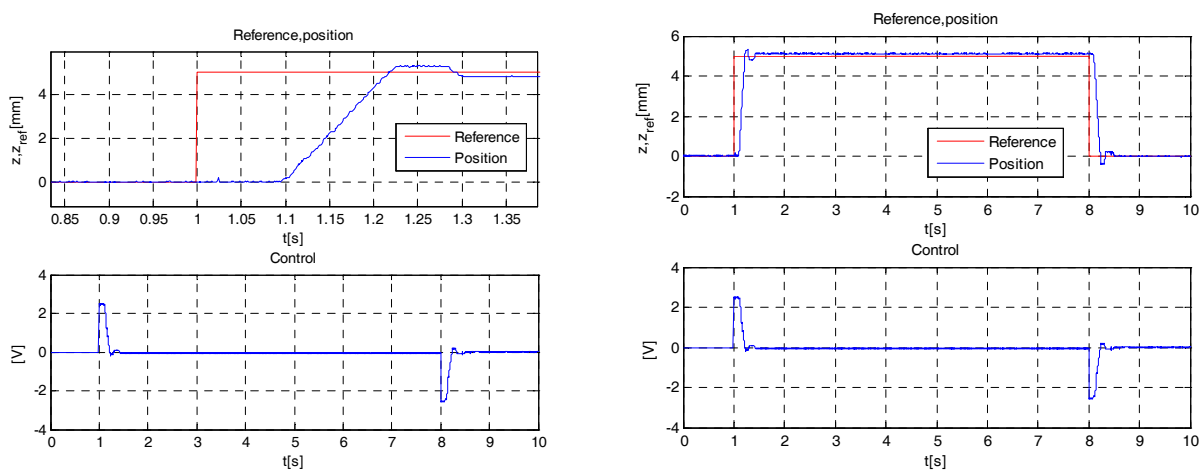 Reference,position
z,z_ref[mm]
4
2
0
Reference
Position
0.85 0.9 0.95 1 1.05 1.1 1.15 1.2 1.25 1.3 1.35
t[s]
Control
[V]
4
2
0
-2
-4
0 1 2 3 4 5 6 7 8 9 10
t[s]
Reference,position
z,z_ref[mm]
6
4
2
0
-2
Reference
Position
0 1 2 3 4 5 6 7 8 9 10
t[s]
Control
[V]
4
2
0
-2
-4
0 1 2 3 4 5 6 7 8 9 10
t[s]